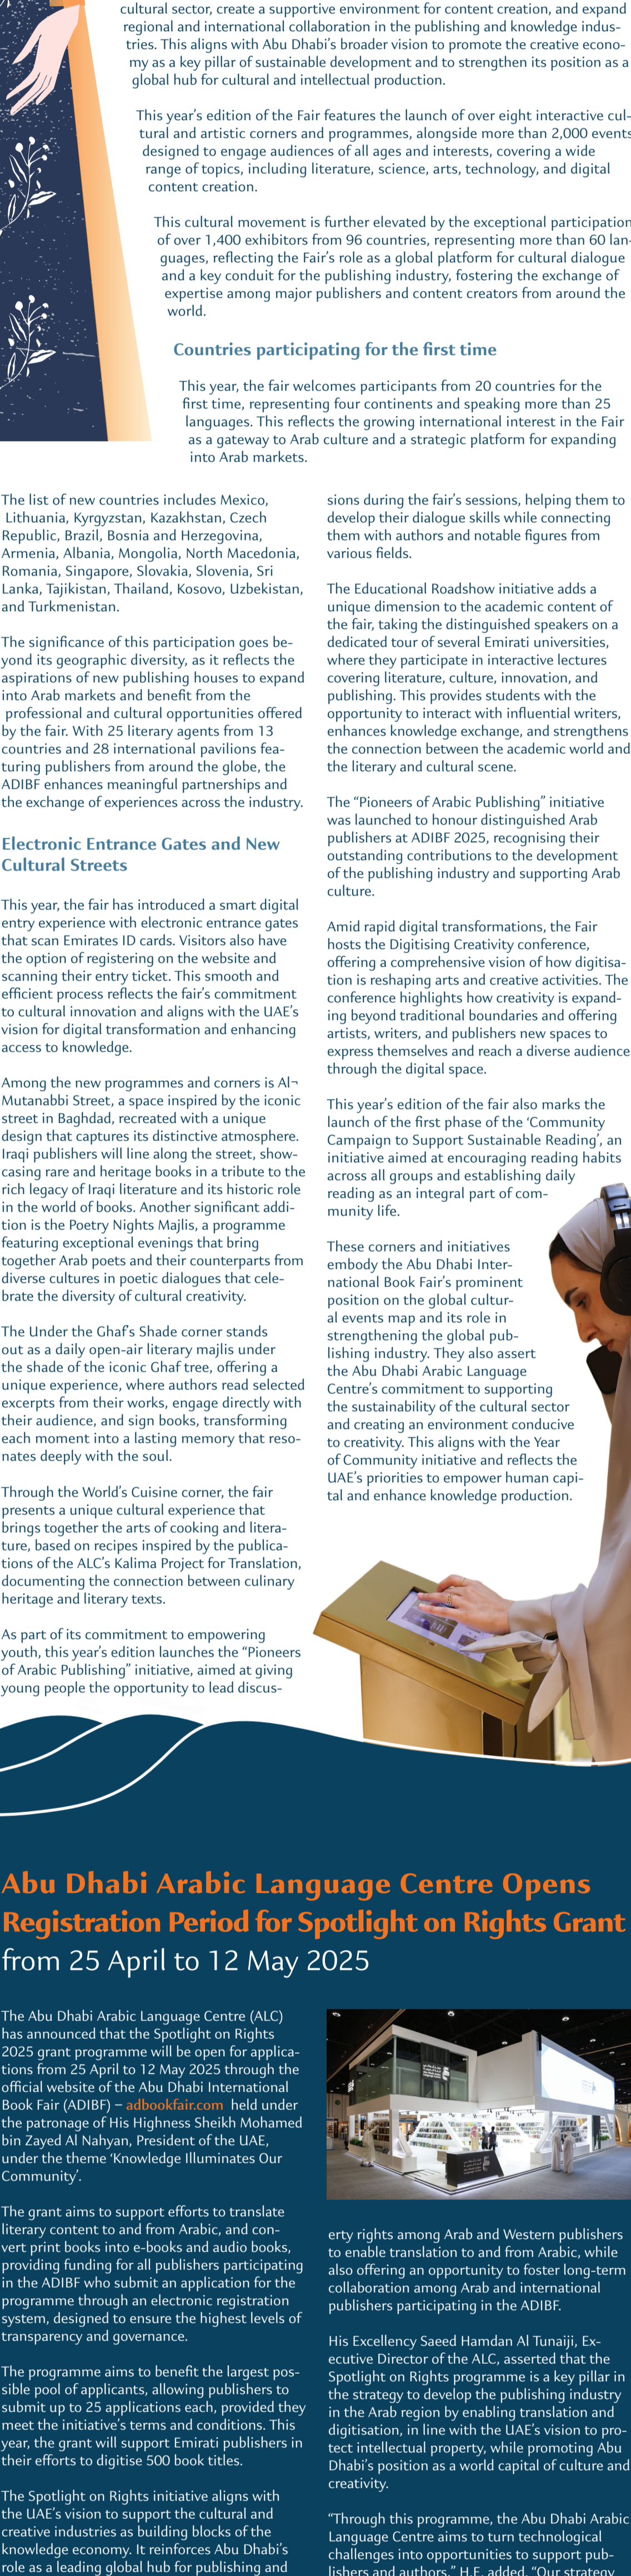 cultural sector, create a supportive environment for content creation, and expand
regional and international collaboration in the publishing and knowledge indus-
tries. This aligns with Abu Dhabi’s broader vision to promote the creative econo-
my as a key pillar of sustainable development and to strengthen its position as a
global hub for cultural and intellectual production.
This year’s edition of the Fair features the launch of over eight interactive cul-
tural and artistic corners and programmes, alongside more than 2,000 events
designed to engage audiences of all ages and interests, covering a wide
range of topics, including literature, science, arts, technology, and digital
content creation.
This cultural movement is further elevated by the exceptional participation
of over 1,400 exhibitors from 96 countries, representing more than 60 lan-
guages, reflecting the Fair’s role as a global platform for cultural dialogue
and a key conduit for the publishing industry, fostering the exchange of
expertise among major publishers and content creators from around the
world.
Countries participating for the first time
This year, the fair welcomes participants from 20 countries for the
first time, representing four continents and speaking more than 25
languages. This reflects the growing international interest in the Fair
as a gateway to Arab culture and a strategic platform for expanding
into Arab markets.
The list of new countries includes Mexico,
Lithuania, Kyrgyzstan, Kazakhstan, Czech
Republic, Brazil, Bosnia and Herzegovina,
Armenia, Albania, Mongolia, North Macedonia,
Romania, Singapore, Slovakia, Slovenia, Sri
Lanka, Tajikistan, Thailand, Kosovo, Uzbekistan,
and Turkmenistan.
The significance of this participation goes be-
yond its geographic diversity, as it reflects the
aspirations of new publishing houses to expand
into Arab markets and benefit from the
professional and cultural opportunities offered
by the fair. With 25 literary agents from 13
countries and 28 international pavilions fea-
turing publishers from around the globe, the
ADIBF enhances meaningful partnerships and
the exchange of experiences across the industry.
Electronic Entrance Gates and New
Cultural Streets
This year, the fair has introduced a smart digital
entry experience with electronic entrance gates
that scan Emirates ID cards. Visitors also have
the option of registering on the website and
scanning their entry ticket. This smooth and
efficient process reflects the fair’s commitment
to cultural innovation and aligns with the UAE’s
vision for digital transformation and enhancing
access to knowledge.
Among the new programmes and corners is Al¬
Mutanabbi Street, a space inspired by the iconic
street in Baghdad, recreated with a unique
design that captures its distinctive atmosphere.
Iraqi publishers will line along the street, show-
casing rare and heritage books in a tribute to the
rich legacy of Iraqi literature and its historic role
in the world of books. Another significant addi-
tion is the Poetry Nights Majlis, a programme
featuring exceptional evenings that bring
together Arab poets and their counterparts from
diverse cultures in poetic dialogues that cele-
brate the diversity of cultural creativity.
The Under the Ghaf’s Shade corner stands
out as a daily open-air literary majlis under
the shade of the iconic Ghaf tree, offering a
unique experience, where authors read selected
excerpts from their works, engage directly with
their audience, and sign books, transforming
each moment into a lasting memory that reso-
nates deeply with the soul.
Through the World’s Cuisine corner, the fair
presents a unique cultural experience that
brings together the arts of cooking and litera-
ture, based on recipes inspired by the publica-
tions of the ALC’s Kalima Project for Translation,
documenting the connection between culinary
heritage and literary texts.
As part of its commitment to empowering
youth, this year’s edition launches the “Pioneers
of Arabic Publishing” initiative, aimed at giving
young people the opportunity to lead discus-
sions during the fair’s sessions, helping them to
develop their dialogue skills while connecting
them with authors and notable figures from
various fields.
The Educational Roadshow initiative adds a
unique dimension to the academic content of
the fair, taking the distinguished speakers on a
dedicated tour of several Emirati universities,
where they participate in interactive lectures
covering literature, culture, innovation, and
publishing. This provides students with the
opportunity to interact with influential writers,
enhances knowledge exchange, and strengthens
the connection between the academic world and
the literary and cultural scene.
The “Pioneers of Arabic Publishing” initiative
was launched to honour distinguished Arab
publishers at ADIBF 2025, recognising their
outstanding contributions to the development
of the publishing industry and supporting Arab
culture.
Amid rapid digital transformations, the Fair
hosts the Digitising Creativity conference,
offering a comprehensive vision of how digitisa-
tion is reshaping arts and creative activities. The
conference highlights how creativity is expand-
ing beyond traditional boundaries and offering
artists, writers, and publishers new spaces to
express themselves and reach a diverse audience
through the digital space.
This year’s edition of the fair also marks the
launch of the first phase of the ‘Community
Campaign to Support Sustainable Reading’, an
initiative aimed at encouraging reading habits
across all groups and establishing daily
reading as an integral part of com-
munity life.
These corners and initiatives
embody the Abu Dhabi Inter-
national Book Fair’s prominent
position on the global cultur-
al events map and its role in
strengthening the global pub-
lishing industry. They also assert
the Abu Dhabi Arabic Language
Centre’s commitment to supporting
the sustainability of the cultural sector
and creating an environment conducive
to creativity. This aligns with the Year
of Community initiative and reflects the
UAE’s priorities to empower human capi-
tal and enhance knowledge production.
Abu Dhabi Arabic Language Centre Opens
Registration Period for Spotlight on Rights Grant
from 25 April to 12 May 2025
The Abu Dhabi Arabic Language Centre (ALC)
has announced that the Spotlight on Rights
2025 grant programme will be open for applica-
tions from 25 April to 12 May 2025 through the
official website of the Abu Dhabi International
Book Fair (ADIBF) – adbookfair.com held under
the patronage of His Highness Sheikh Mohamed
bin Zayed Al Nahyan, President of the UAE,
under the theme ‘Knowledge Illuminates Our
Community’.
The grant aims to support efforts to translate
literary content to and from Arabic, and con-
vert print books into e-books and audio books,
providing funding for all publishers participating
in the ADIBF who submit an application for the
programme through an electronic registration
system, designed to ensure the highest levels of
transparency and governance.
The programme aims to benefit the largest pos-
sible pool of applicants, allowing publishers to
submit up to 25 applications each, provided they
meet the initiative’s terms and conditions. This
year, the grant will support Emirati publishers in
their efforts to digitise 500 book titles.
The Spotlight on Rights initiative aligns with
the UAE’s vision to support the cultural and
creative industries as building blocks of the
knowledge economy. It reinforces Abu Dhabi’s
role as a leading global hub for publishing and
erty rights among Arab and Western publishers
to enable translation to and from Arabic, while
also offering an opportunity to foster long-term
collaboration among Arab and international
publishers participating in the ADIBF.
His Excellency Saeed Hamdan Al Tunaiji, Ex-
ecutive Director of the ALC, asserted that the
Spotlight on Rights programme is a key pillar in
the strategy to develop the publishing industry
in the Arab region by enabling translation and
digitisation, in line with the UAE’s vision to pro-
tect intellectual property, while promoting Abu
Dhabi’s position as a world capital of culture and
creativity.
“Through this programme, the Abu Dhabi Arabic
Language Centre aims to turn technological
challenges into opportunities to support pub-
lishers and authors,” H.E. added. “Our strategy